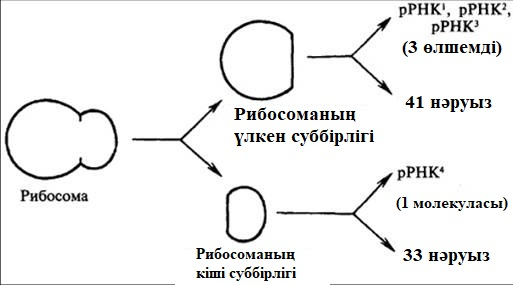 рРНК¹, рРНК²,
рРНК³
(3 өлшемді)
41 нәруыз
Рибосоманың
үлкен суббірлігі
Рибосома
рРНК⁴
(1 молекуласы)
33 нәруыз
Рибосоманың
кіші суббірлігі